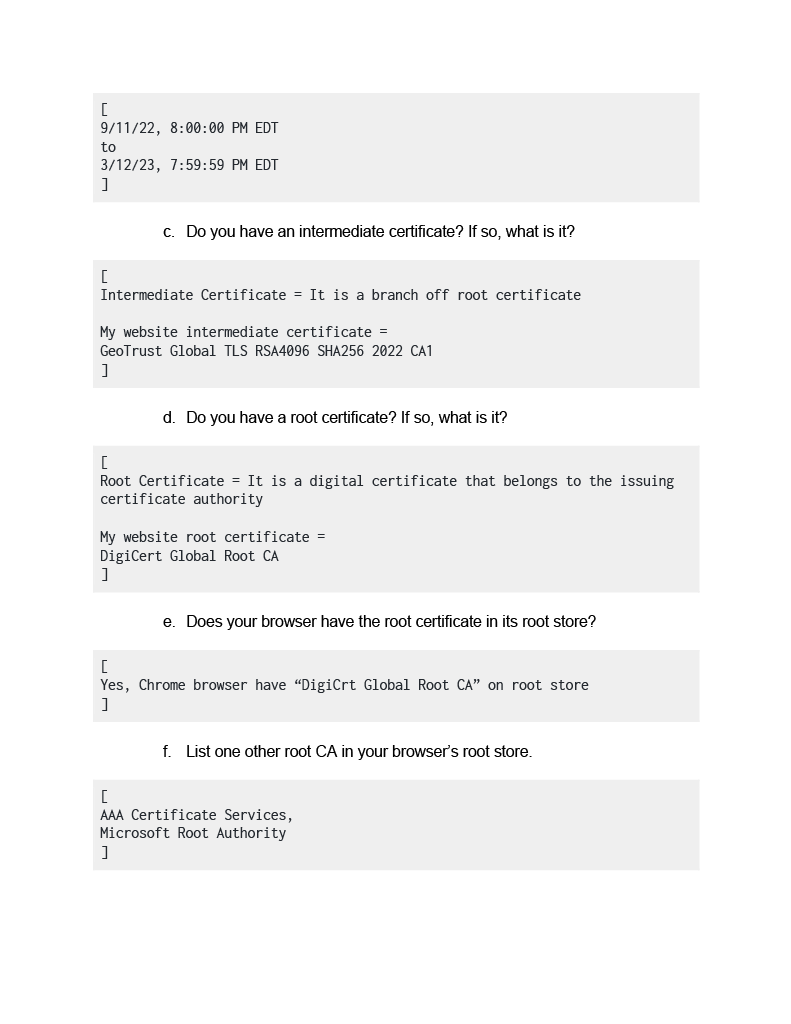 [
9/11/22, 8:00:00 PM EDT
to
3/12/23, 7:59:59 PM EDT
]
c. Do you have an intermediate certificate? If so, what is it?
[
Intermediate Certificate = It is a branch off root certificate
My website intermediate certificate =
GeoTrust Global TLS RSA4096 SHA256 2022 CA1
]
d. Do you have a root certificate? If so, what is it?
[
Root Certificate = It is a digital certificate that belongs to the issuing
certificate authority
My website root certificate =
DigiCert Global Root CA
]
e. Does your browser have the root certificate in its root store?
[
Yes, Chrome browser have “DigiCrt Global Root CA” on root store
]
f. List one other root CA in your browser’s root store.
[
AAA Certificate Services,
Microsoft Root Authority
]